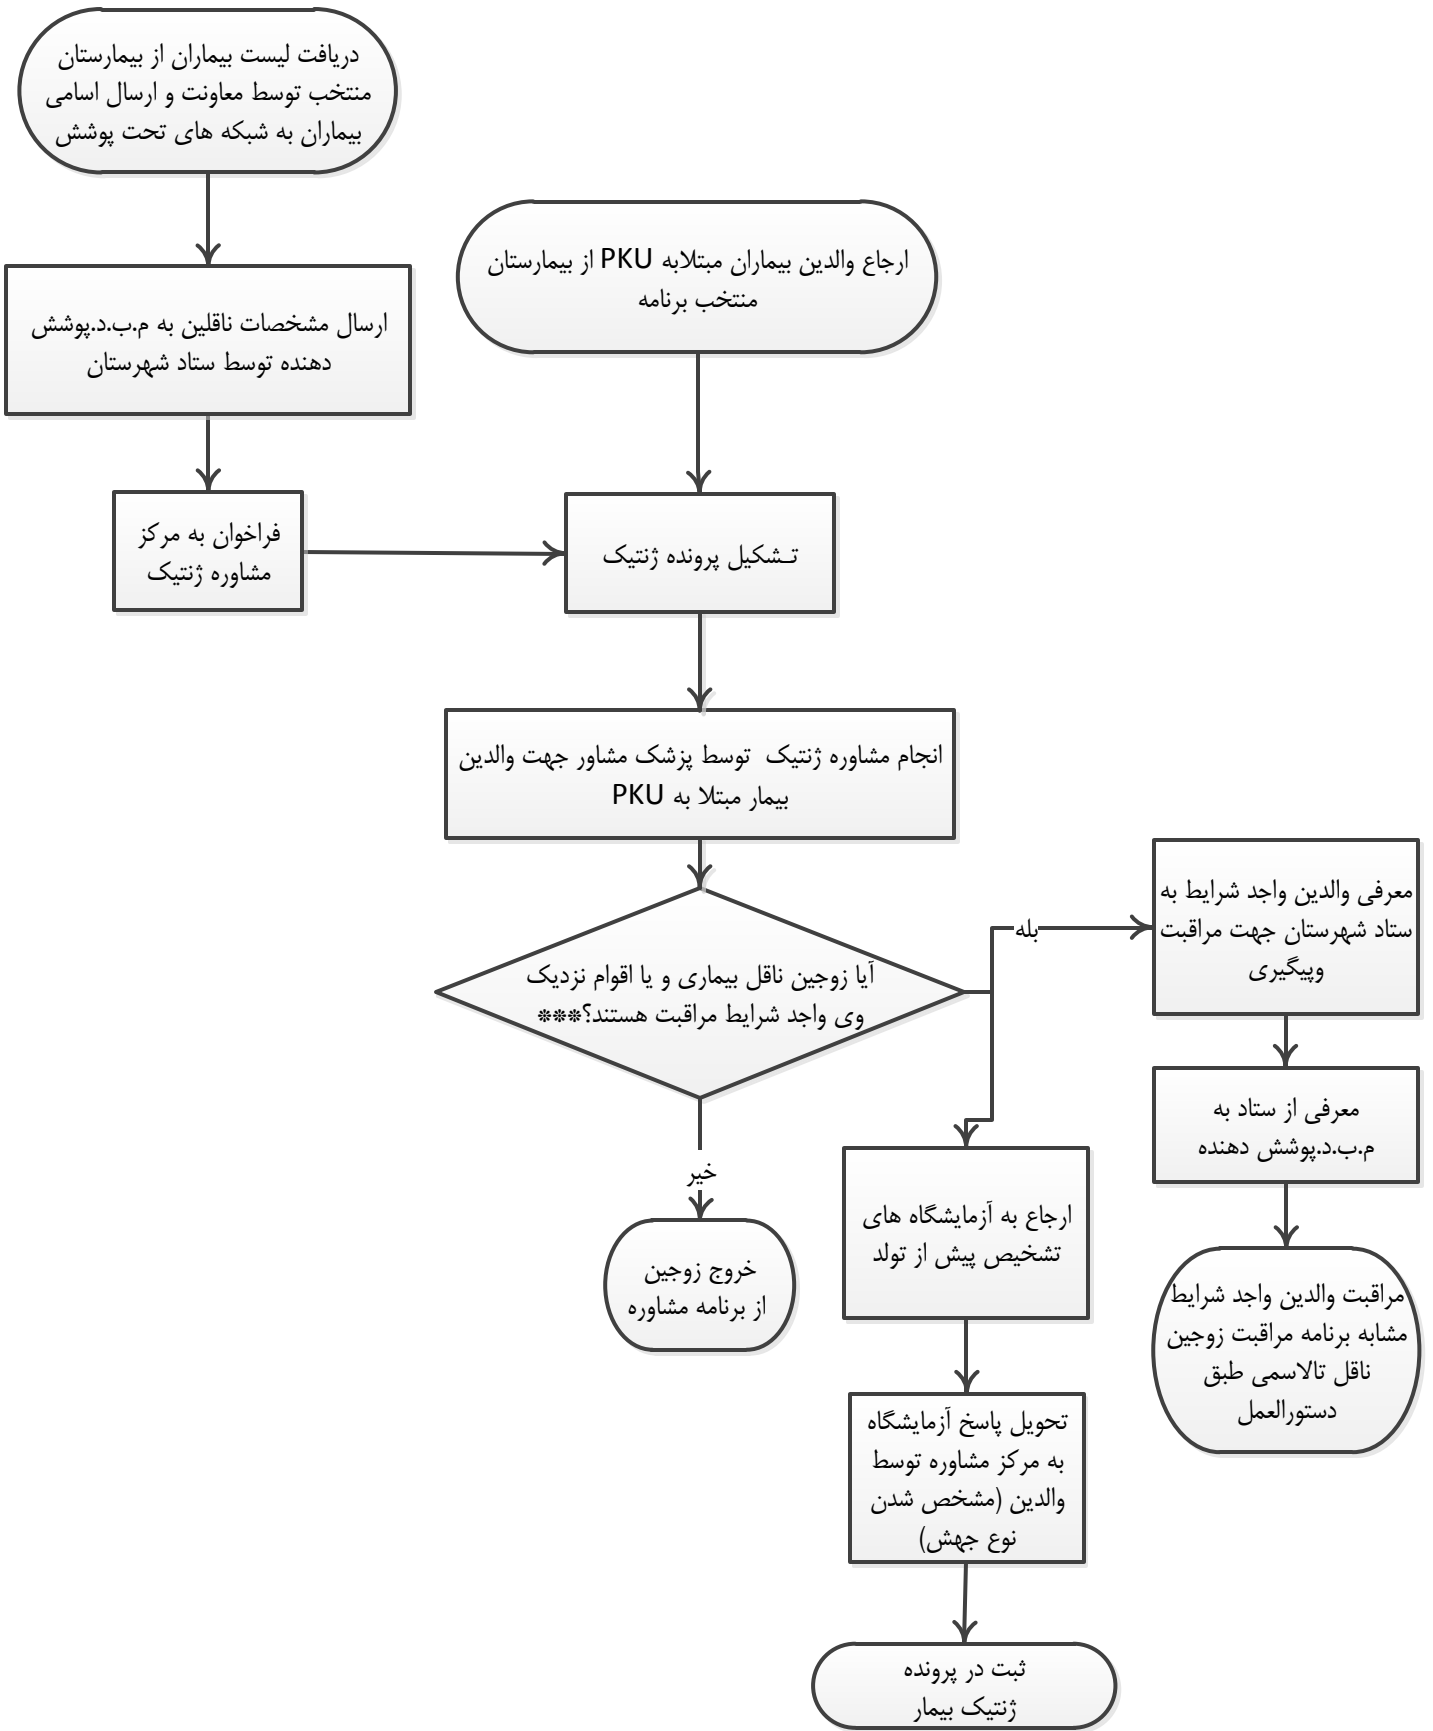 دریافت لیست بیماران از بیمارستان
منتخب توسط معاونت و ارسال اسامی
بیماران به شبکه های تحت پوشش
ارسال مشخصات ناقلین به م.ب.د.پوشش
دهنده توسط ستاد شهرستان
فراخوان به مرکز
مشاوره ژنتیک
ارجاع والدین بیماران مبتلابه PKU از بیمارستان
منتخب برنامه
تـشکیل پرونده ژنتیک
انجام مشاوره ژنتیک توسط پزشک مشاور جهت والدین
بیمار مبتلا به PKU
آیا زوجین ناقل بیماری و یا اقوام نزدیک
وی واجد شرایط مراقبت هستند؟***
بله
خیر
خروج زوجین
از برنامه مشاوره
معرفی والدین واجد شرایط به
ستاد شهرستان جهت مراقبت
وپیگیری
معرفی از ستاد به
م.ب.د.پوشش دهنده
مراقبت والدین واجد شرایط
مشابه برنامه مراقبت زوجین
ناقل تالاسمی طبق
دستورالعمل
ارجاع به آزمایشگاه های
تشخیص پیش از تولد
تحویل پاسخ آزمایشگاه
به مرکز مشاوره توسط
والدین (مشخص شدن
نوع جهش)
ثبت در پرونده
ژنتیک بیمار